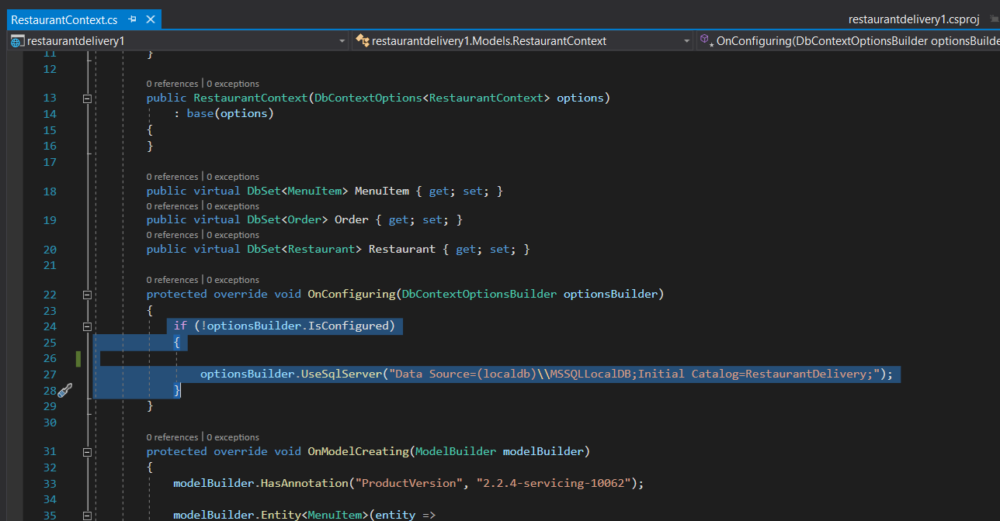 RestaurantContext.cs
restaurantdelivery1.csproj
restaurantdelivery1
restaurantdelivery1.Models.RestaurantContext
OnConfiguring(DbContextOptionsBuilder optionsBuilde
11 }
12
0 references | 0 exceptions
13 public RestaurantContext(DbContextOptions<RestaurantContext> options)
14 : base(options)
15 {
16 }
17
0 references | 0 exceptions
18 public virtual DbSet<MenuItem> MenuItem { get; set; }
0 references | 0 exceptions
19 public virtual DbSet<Order> Order { get; set; }
0 references | 0 exceptions
20 public virtual DbSet<Restaurant> Restaurant { get; set; }
21
0 references | 0 exceptions
22 protected override void OnConfiguring(DbContextOptionsBuilder optionsBuilder)
23 {
24 if (!optionsBuilder.IsConfigured)
25 {
26
27 optionsBuilder.UseSqlServer("Data Source=(localdb)\\MSSQLLocalDB;Initial Catalog=RestaurantDelivery;");
28 }
29 }
30
0 references | 0 exceptions
31 protected override void OnModelCreating(ModelBuilder modelBuilder)
32 {
33 modelBuilder.HasAnnotation("ProductVersion", "2.2.4-servicing-10062");
34
35 modelBuilder.Entity<MenuItem>(entity =>